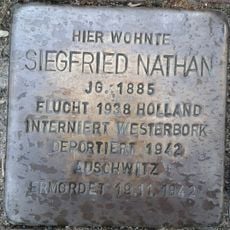 HIER WOHNTE
SIEGFRIED NATHAN
JG. 1885
FLUCHT 1938 HOLLAND
INTERNIERT WESTERBORK
DEPORTIERT 1942
AUSCHWITZ
ERMORDET 19.11.1942